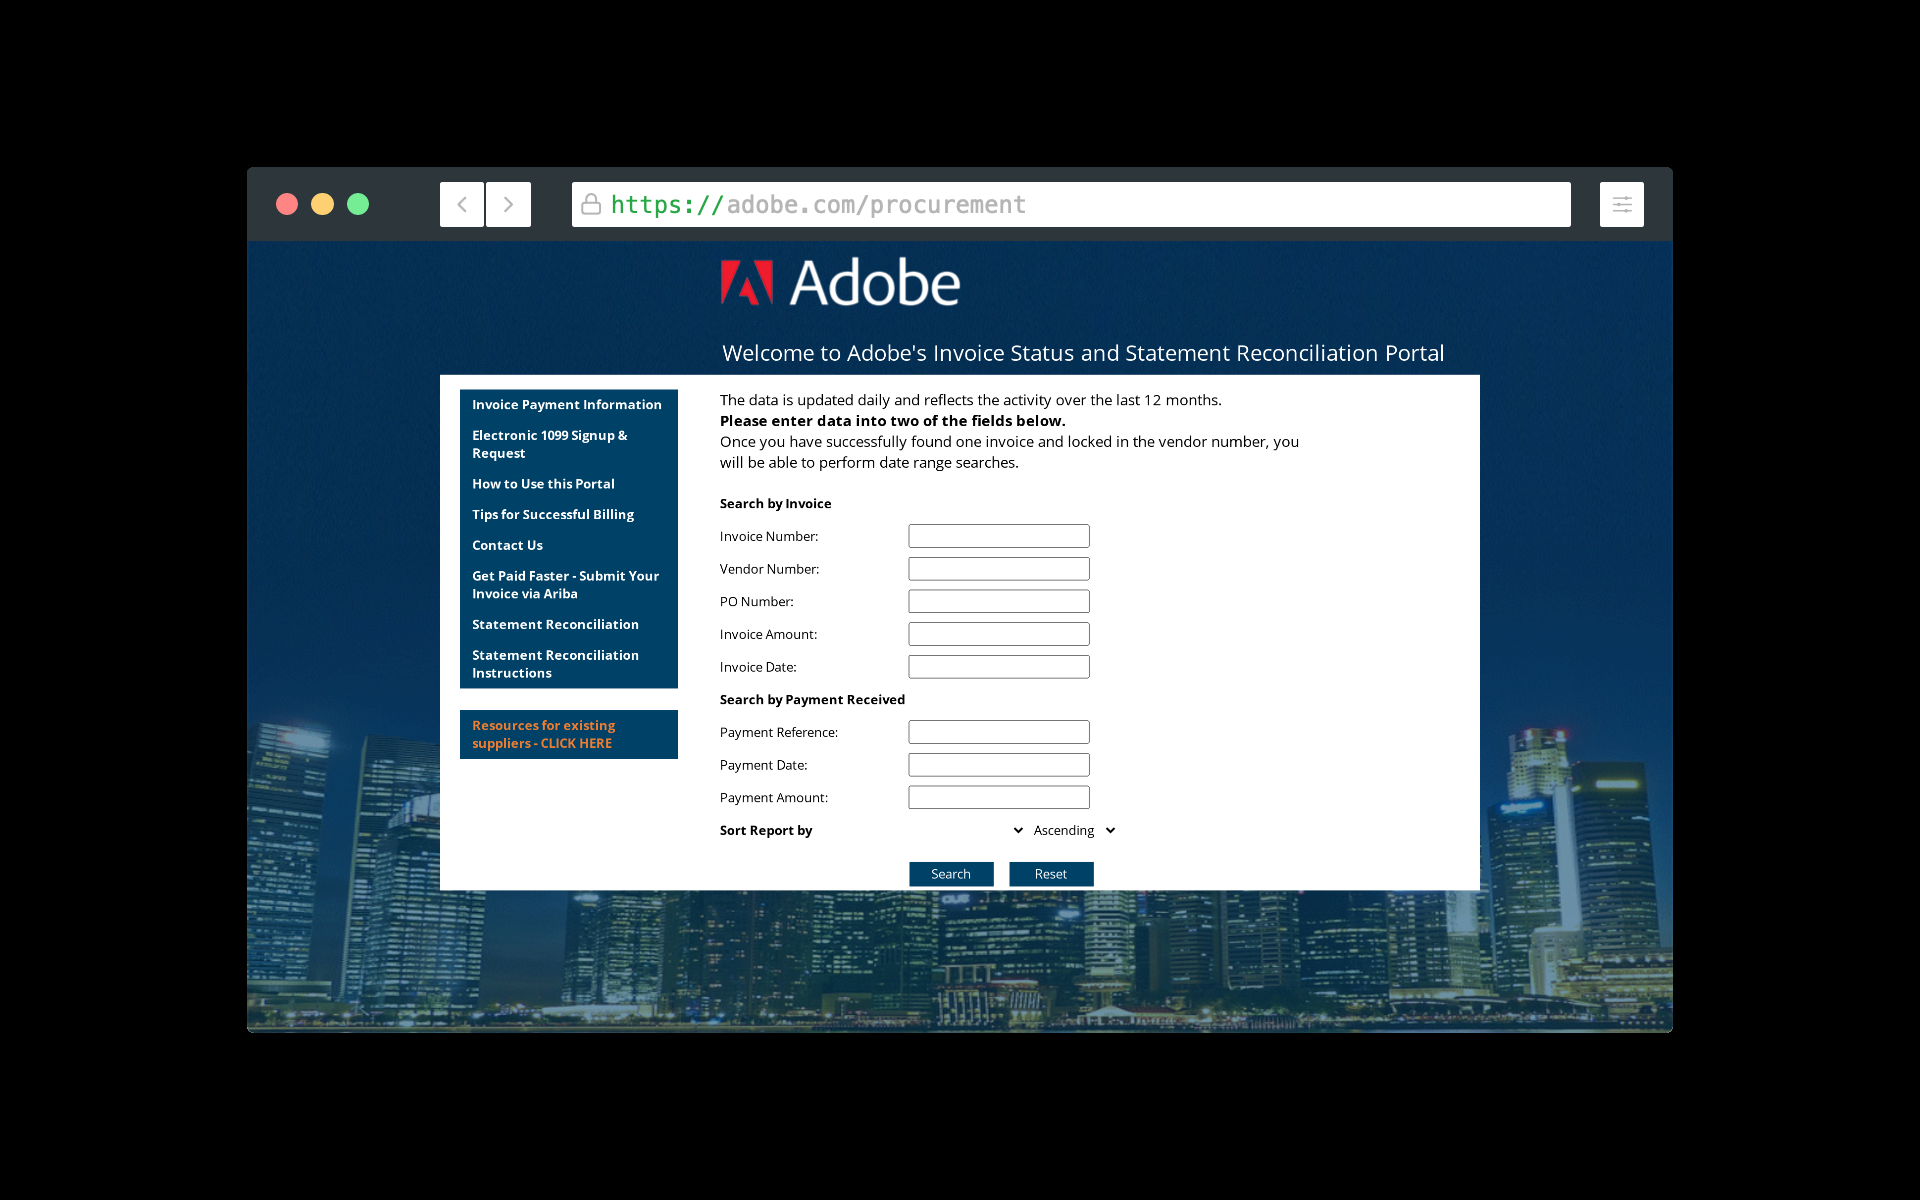 https://adobe.com/procurement
Adobe
Welcome to Adobe's Invoice Status and Statement Reconciliation Portal
Invoice Payment Information
Electronic 1099 Signup &
Request
How to Use this Portal
Tips for Successful Billing
Contact Us
Get Paid Faster - Submit Your
Invoice via Ariba
Statement Reconciliation
Statement Reconciliation
Instructions
Resources for existing
suppliers - CLICK HERE
The data is updated daily and reflects the activity over the last 12 months.
Please enter data into two of the fields below.
Once you have successfully found one invoice and locked in the vendor number, you
will be able to perform date range searches.
Search by Invoice
Invoice Number:
Vendor Number:
PO Number:
Invoice Amount:
Invoice Date:
Search by Payment Received
Payment Reference:
Payment Date:
Payment Amount:
Sort Report by Ascending
Search Reset